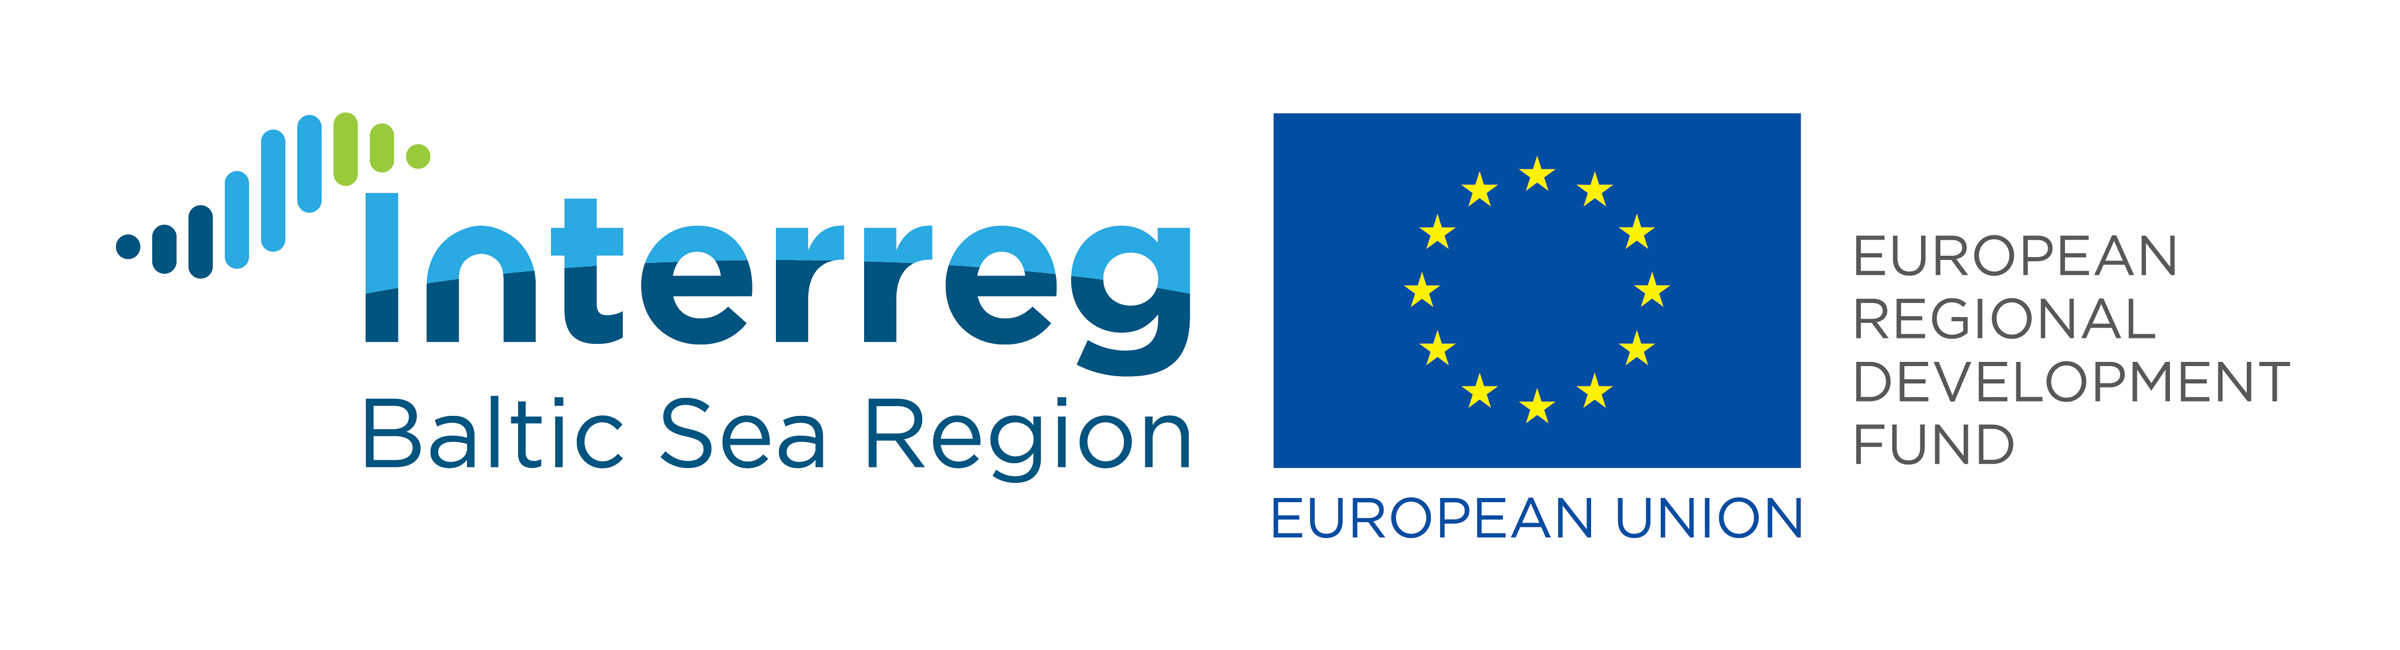 Interreg
Baltic Sea Region
EUROPEAN UNION
EUROPEAN
REGIONAL
DEVELOPMENT
FUND